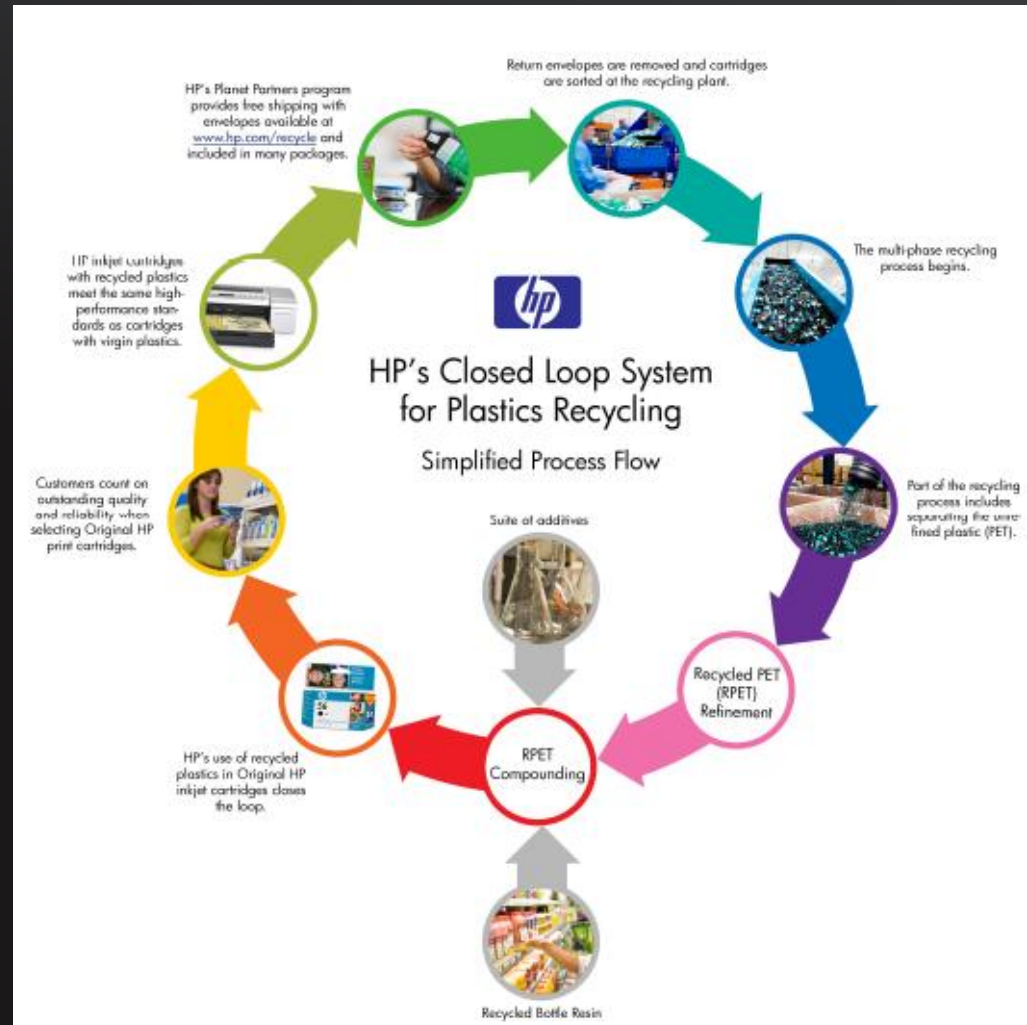 HP's Planet Partners program
provides free shipping with
envelopes available at
www.hp.com/recycle and
included in many packages.
Return envelopes are removed and cartridges
are sorted at the recycling plant.
The multi-phase recycling
process begins.
HP inkjet cartridges
with recycled plastics
meet the same high-
performance stan-
dards as cartridges
with virgin plastics.
hp
HP's Closed Loop System
for Plastics Recycling
Simplified Process Flow
Customers count on
outstanding quality
and reliability when
selecting Original HP
print cartridges.
Part of the recycling
process includes
separating the unre-
fined plastic (PET).
Suite of additives
Recycled PET
(RPET)
Refinement
56
RPET
Compounding
HP's use of recycled
plastics in Original HP
inkjet cartridges closes
the loop.
Recycled Bottle Resin